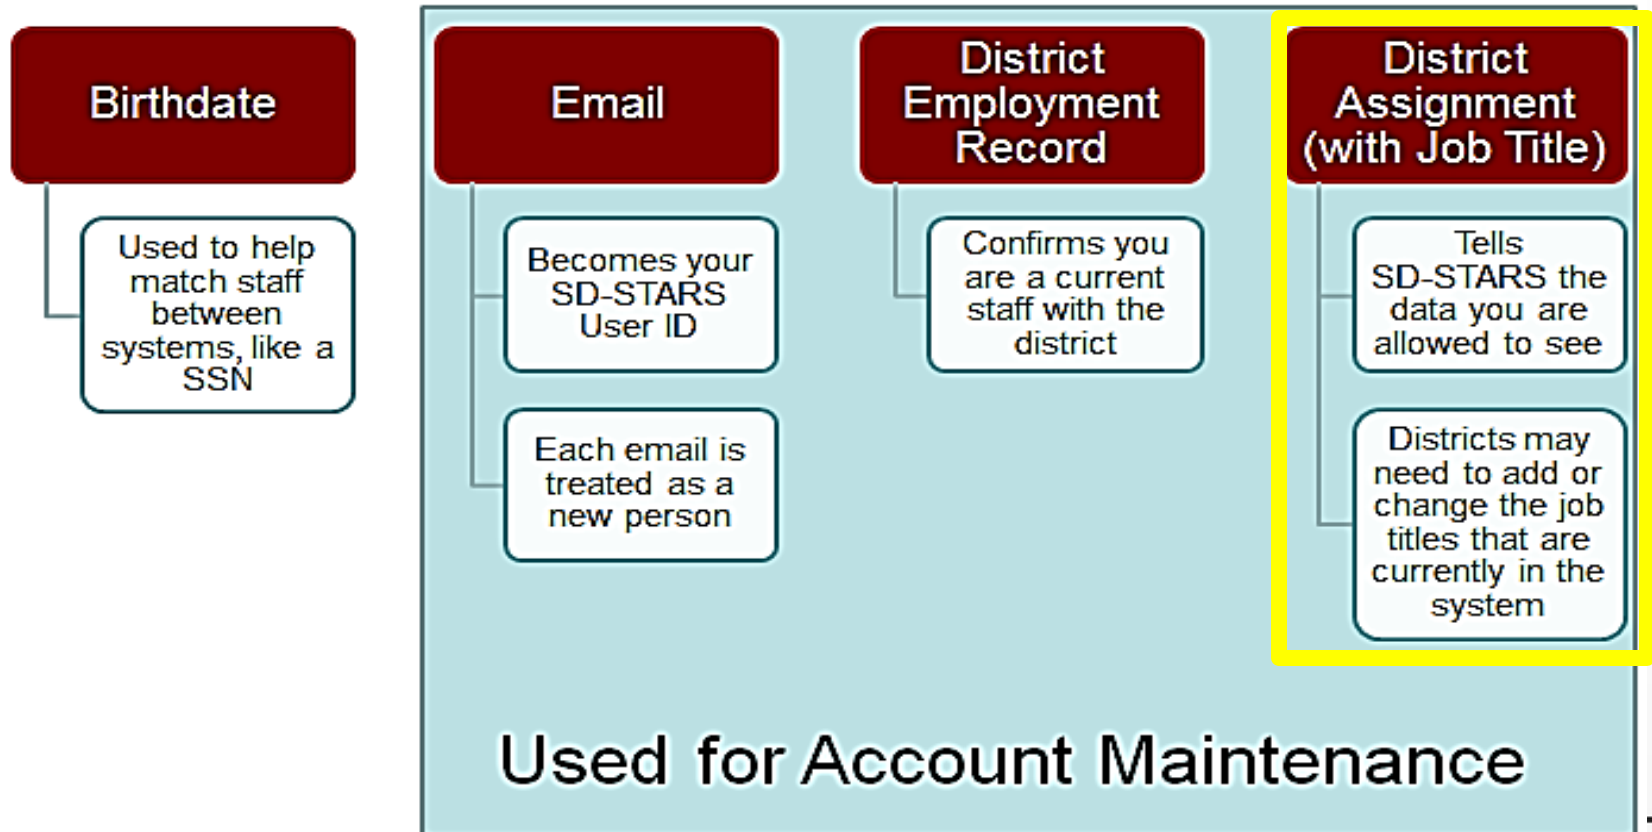 Birthdate
Used to help
match staff
between
systems, like a
SSN
Email
Becomes your
SD-STARS
User ID
Each email is
treated as a
new person
District
Employment
Record
Confirms you
are a current
staff with the
district
District
Assignment
(with Job Title)
Tells
SD-STARS the
data you are
allowed to see
Districts may
need to add or
change the job
titles that are
currently in the
system
Used for Account Maintenance